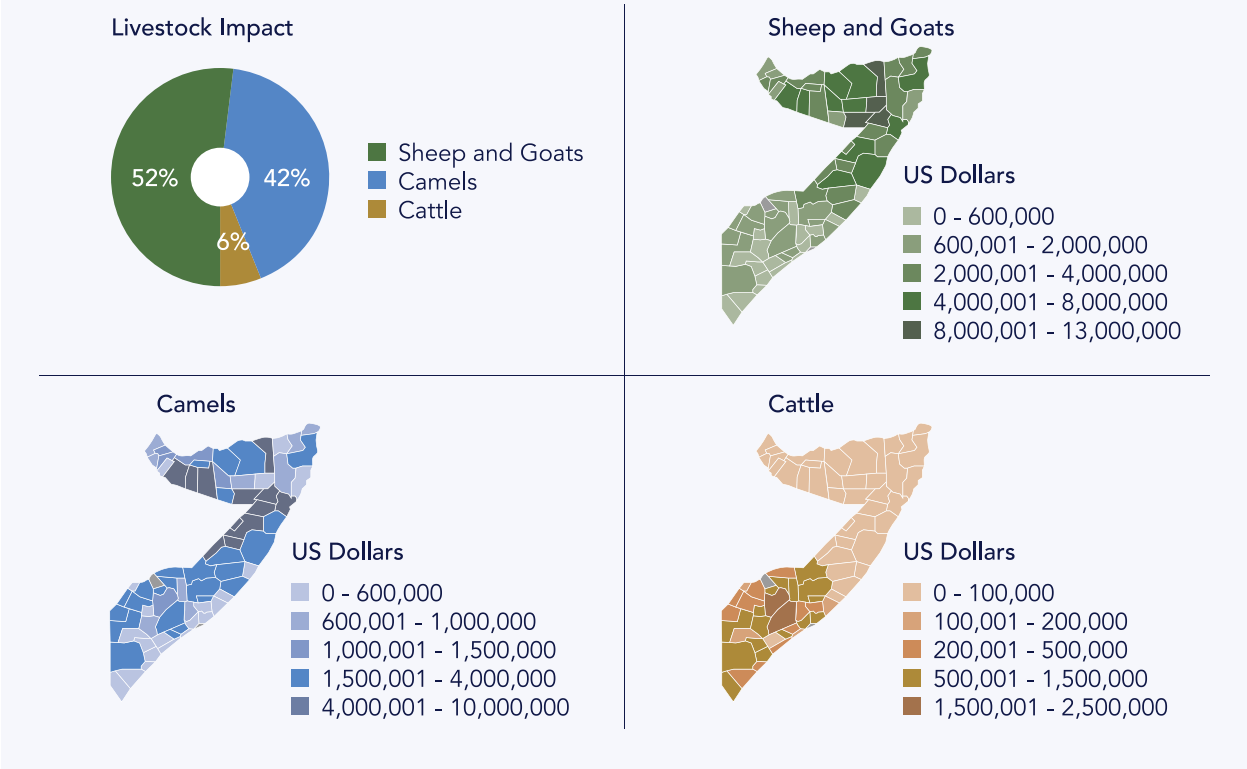 Livestock Impact
52%
42%
6%
Sheep and Goats
Camels
Cattle
Sheep and Goats
US Dollars
0 - 600,000
600,001 - 2,000,000
2,000,001 - 4,000,000
4,000,001 - 8,000,000
8,000,001 - 13,000,000
Camels
US Dollars
0 - 600,000
600,001 - 1,000,000
1,000,001 - 1,500,000
1,500,001 - 4,000,000
4,000,001 - 10,000,000
Cattle
US Dollars
0 - 100,000
100,001 - 200,000
200,001 - 500,000
500,001 - 1,500,000
1,500,001 - 2,500,000